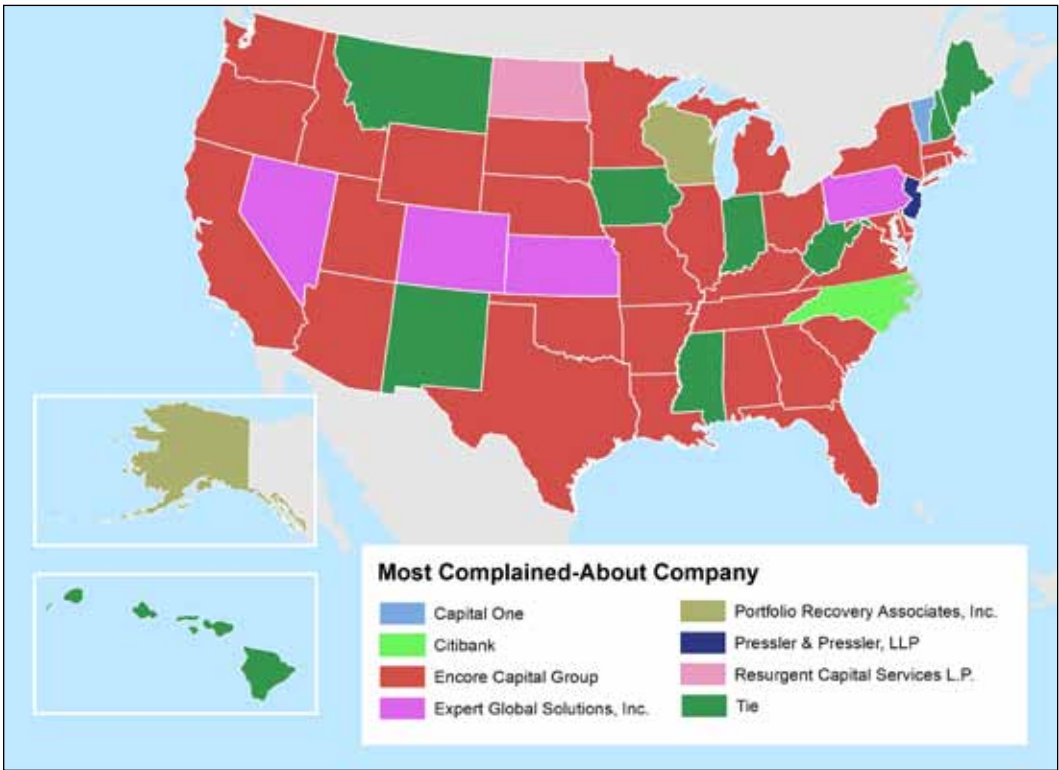 Most Complained-About Company
Capital One
Citibank
Encore Capital Group
Expert Global Solutions, Inc.
Portfolio Recovery Associates, Inc.
Pressler & Pressler, LLP
Resurgent Capital Services L.P.
Tie